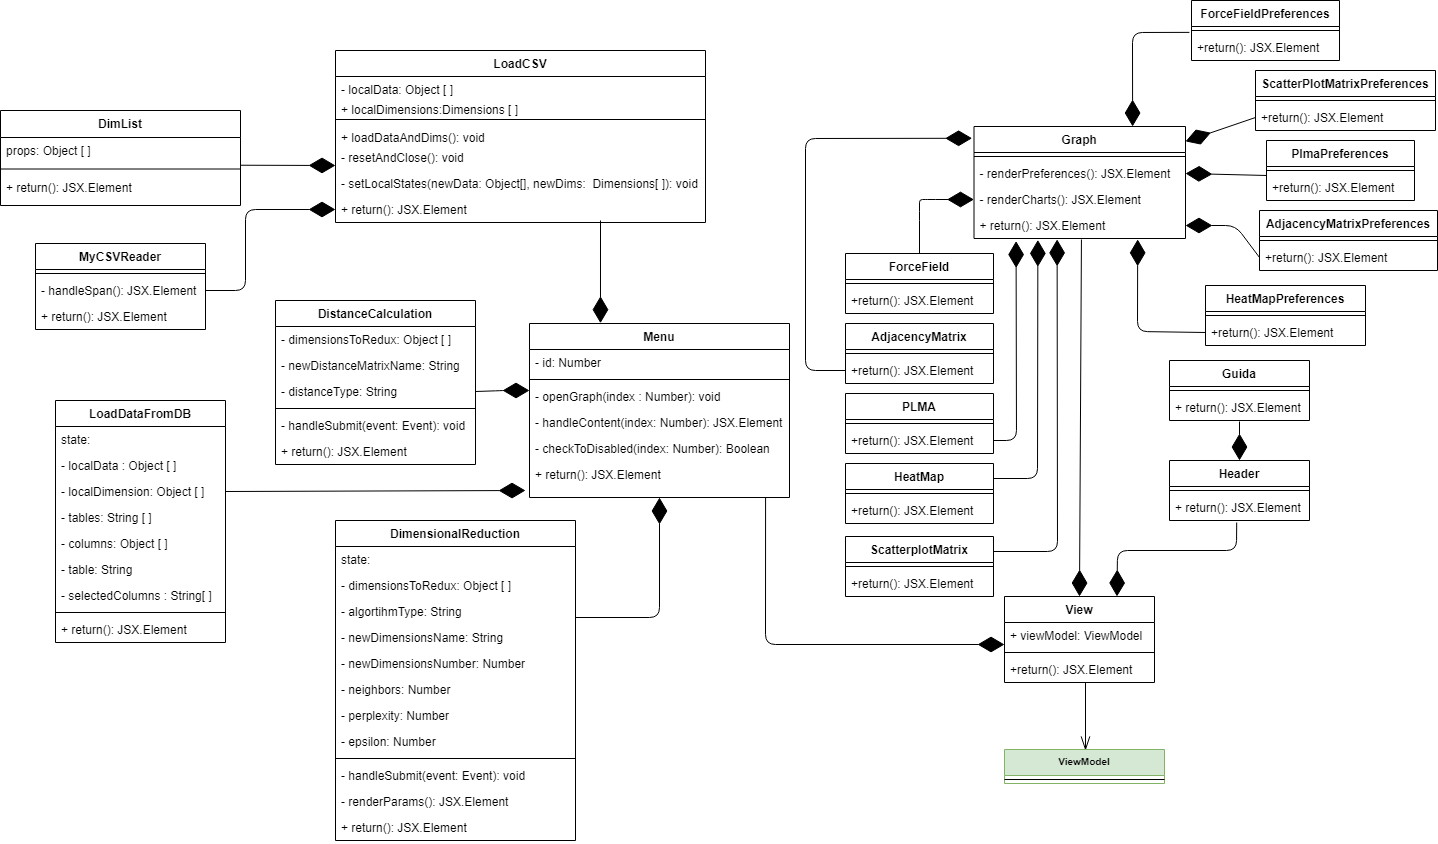 ForceFieldPreferences
+return(): JSX.Element
ScatterPlotMatrixPreferences
+return(): JSX.Element
PlmaPreferences
+return(): JSX.Element
AdjacencyMatrixPreferences
+return(): JSX.Element
HeatMapPreferences
+return(): JSX.Element
LoadCSV
- localData: Object [ ]
+ localDimensions:Dimensions [ ]
+ loadDataAndDims(): void
- resetAndClose(): void
- setLocalStates(newData: Object[], newDims: Dimensions[ ]): void
+ return(): JSX.Element
DimList
props: Object [ ]
+ return(): JSX.Element
MyCSVReader
- handleSpan(): JSX.Element
+ return(): JSX.Element
Graph
- renderPreferences(): JSX.Element
- renderCharts(): JSX.Element
+ return(): JSX.Element
ForceField
+return(): JSX.Element
AdjacencyMatrix
+return(): JSX.Element
PLMA
+return(): JSX.Element
HeatMap
+return(): JSX.Element
ScatterplotMatrix
+return(): JSX.Element
DistanceCalculation
- dimensionsToRedux: Object [ ]
- newDistanceMatrixName: String
- distanceType: String
- handleSubmit(event: Event): void
+ return(): JSX.Element
Menu
- id: Number
- openGraph(index : Number): void
- handleContent(index: Number): JSX.Element
- checkToDisabled(index: Number): Boolean
+ return(): JSX.Element
LoadDataFromDB
state:
- localData : Object [ ]
- localDimension: Object [ ]
- tables: String [ ]
- columns: Object [ ]
- table: String
- selectedColumns : String[ ]
+ return(): JSX.Element
DimensionalReduction
state:
- dimensionsToRedux: Object [ ]
- algortihmType: String
- newDimensionsName: String
- newDimensionsNumber: Number
- neighbors: Number
- perplexity: Number
- epsilon: Number
- handleSubmit(event: Event): void
- renderParams(): JSX.Element
+ return(): JSX.Element
Guida
+ return(): JSX.Element
Header
+ return(): JSX.Element
View
+ viewModel: ViewModel
+return(): JSX.Element
ViewModel